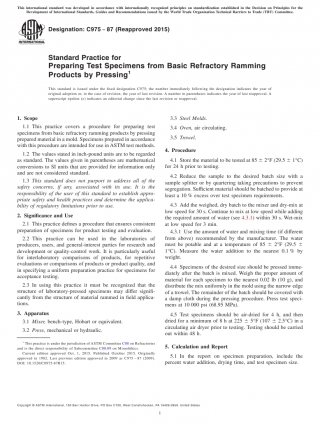 This international standard was developed in accordance with internationally recognized principles on standardization established in the Decision on Principles for the
Development of International Standards, Guides and Recommendations issued by the World Trade Organization Technical Barriers to Trade (TBT) Committee.
Designation: C975 − 87 (Reapproved 2015)
INTERNATIONAL
Standard Practice for
Preparing Test Specimens from Basic Refractory Ramming
Products by Pressing1
This standard is issued under the fixed designation C975; the number immediately following the designation indicates the year of
original adoption or, in the case of revision, the year of last revision. A number in parentheses indicates the year of last reapproval. A
superscript epsilon (ε) indicates an editorial change since the last revision or reapproval.
1. Scope
1.1 This practice covers a procedure for preparing test
specimens from basic refractory ramming products by pressing
prepared material in a mold. Specimens prepared in accordance
with this procedure are intended for use in ASTM test methods.
1.2 The values stated in inch-pound units are to be regarded
as standard. The values given in parentheses are mathematical
conversions to SI units that are provided for information only
and are not considered standard.
1.3 This standard does not purport to address all of the
safety concerns, if any, associated with its use. It is the
responsibility of the user of this standard to establish appro-
priate safety and health practices and determine the applica-
bility of regulatory limitations prior to use.
2. Significance and Use
2.1 This practice defines a procedure that ensures consistent
preparation of specimens for product testing and evaluation.
2.2 This practice can be used in the laboratories of
producers, users, and general-interest parties for research and
development or quality-control work. It is particularly useful
for interlaboratory comparisons of products, for repetitive
evaluations or comparisons of products or product quality, and
in specifying a uniform preparation practice for specimens for
acceptance testing.
2.3 In using this practice it must be recognized that the
structure of laboratory-pressed specimens may differ signifi-
cantly from the structure of material rammed in field applica-
tions.
3. Apparatus
3.1 Mixer, bench-type, Hobart or equivalent.
3.2 Press, mechanical or hydraulic.
1 This practice is under the jurisdiction of ASTM Committee C08 on Refractories
and is the direct responsibility of Subcommittee C08.09 on Monolithics.
Current edition approved Oct. 1, 2015. Published October 2015. Originally
approved in 1982. Last previous edition approved in 2009 as C975 – 87 (2009).
DOI: 10.1520/C0975-87R15.
3.3 Steel Molds.
3.4 Oven, air circulating.
3.5 Trowel.
4. Procedure
4.1 Store the material to be tested at 85 ± 2°F (29.5 ± 1°C)
for 24 h prior to testing.
4.2 Reduce the sample to the desired batch size with a
sample splitter or by quartering taking precautions to prevent
segregation. Sufficient material should be batched to provide at
least a 10 % excess over test specimen requirements.
4.3 Add the weighed, dry batch to the mixer and dry-mix at
low speed for 30 s. Continue to mix at low speed while adding
the required amount of water (see 4.3.1) within 30 s. Wet-mix
at low speed for 3 min.
4.3.1 Use the amount of water and mixing time (if different
from above) recommended by the manufacturer. The water
must be potable and at a temperature of 85 ± 2°F (29.5 ±
1°C). Measure the water addition to the nearest 0.1 % by
weight.
4.4 Specimens of the desired size should be pressed imme-
diately after the batch is mixed. Weigh the proper amount of
material for each specimen to the nearest 0.02 lb (10 g), and
distribute the mix uniformly in the mold using the narrow edge
of a trowel. The remainder of the batch should be covered with
a damp cloth during the pressing procedure. Press test speci-
mens at 10 000 psi (68.95 MPa).
4.5 Test specimens should be air-dried for 4 h, and then
dried for a minimum of 8 h at 225 ± 5°F (107 ± 2.5°C) in a
circulating air dryer prior to testing. Testing should be carried
out within 48 h.
5. Calculation and Report
5.1 In the report on specimen preparation, include the
percent water addition, drying time, and test specimen size.
Copyright © ASTM International, 100 Barr Harbor Drive, PO Box C700, West Conshohocken, PA 19428-2959. United States
1